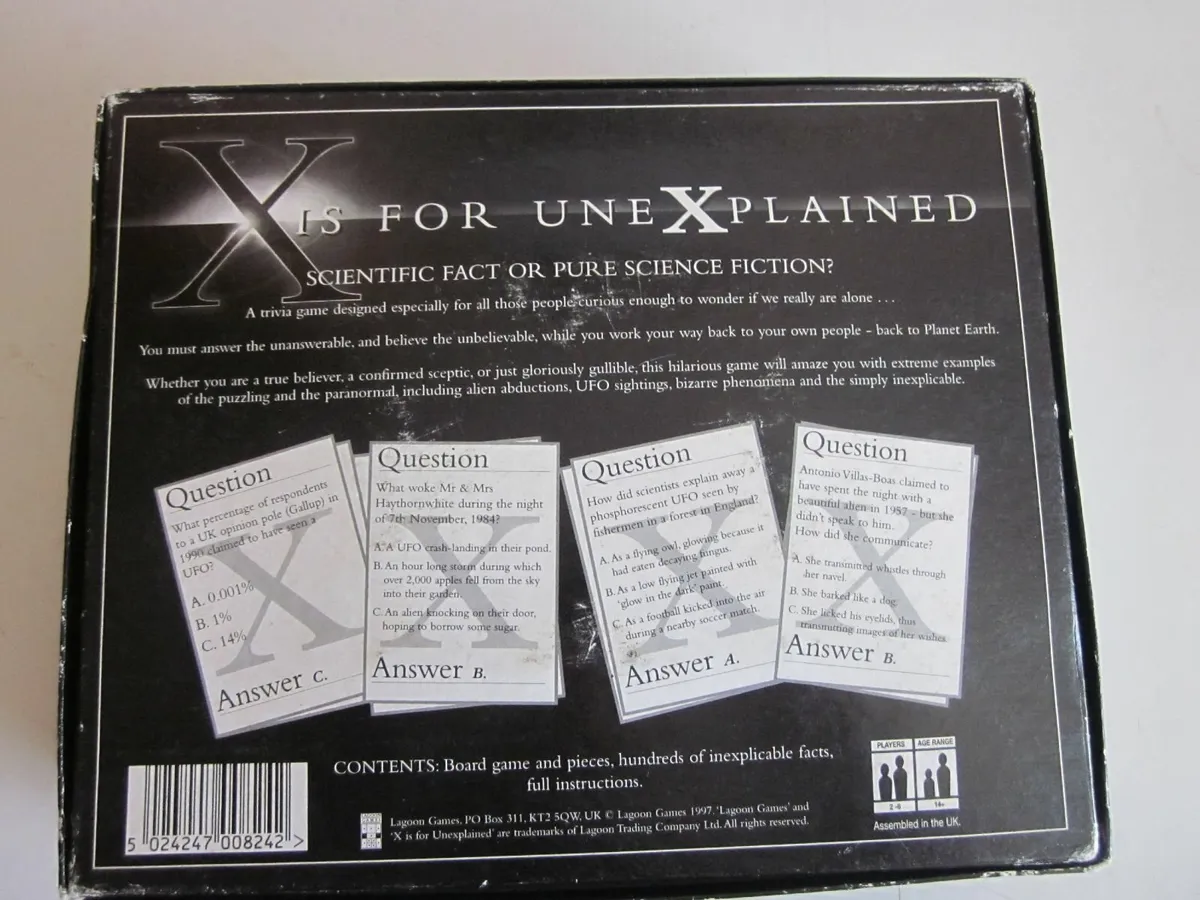 X IS FOR UNEXPLAINED
SCIENTIFIC FACT OR PURE SCIENCE FICTION?
A trivia game designed especially for all those people curious enough to wonder if we really are alone . . .
You must answer the unanswerable, and believe the unbelievable, while you work your way back to your own people – back to Planet Earth.
Whether you are a true believer, a confirmed sceptic, or just gloriously gullible, this hilarious game will amaze you with extreme examples
of the puzzling and the paranormal, including alien abductions, UFO sightings, bizarre phenomena and the simply inexplicable.
Question
What percentage of respondents
to a UK opinion pole (Gallup) in
1990 claimed to have seen a
UFO?
A. 0.001%
B. 1%
C. 14%
Answer C.
Question
What woke Mr & Mrs
Haythornwhite during the night
of 7th November, 1984?
A. A UFO crash-landing in their pond.
B. An hour long storm during which
over 2,000 apples fell from the sky
into their garden.
C. An alien knocking on their door,
hoping to borrow some sugar.
Answer B.
Question
How did scientists explain away a
phosphorescent UFO seen by
fishermen in a forest in England?
A. As a flying owl, glowing because it
had eaten decaying fungus.
B. As a low flying jet painted with
'glow in the dark' paint.
C. As a football kicked into the air
during a nearby soccer match.
Answer A.
Question
Antonio Villas-Boas claimed to
have spent the night with a
beautiful alien in 1957 - but she
didn't speak to him.
How did she communicate?
A. She transmitted whistles through
her navel.
B. She barked like a dog.
C. She licked his eyelids, thus
transmitting images of her wishes
Answer B.
CONTENTS: Board game and pieces, hundreds of inexplicable facts,
full instructions.
Lagoon Games, PO Box 311, KT2 5QW, UK © Lagoon Games 1997. 'Lagoon Games' and
'X is for Unexplained' are trademarks of Lagoon Trading Company Ltd. All rights reserved.
PLAYERS AGE RANGE
2-6 14+
Assembled in the UK.
5 024247 008242 >